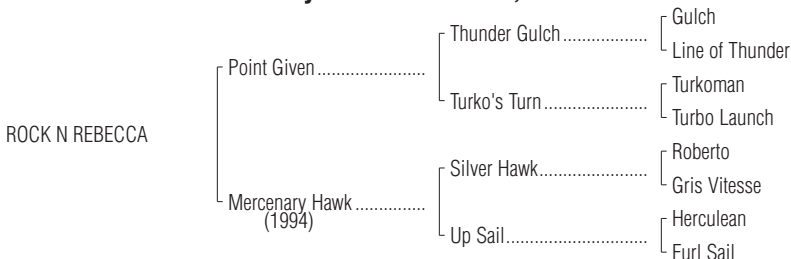 Gulch
Thunder Gulch
Line of Thunder
Point Given
Turkoman
Turko's Turn
Turbo Launch
ROCK N REBECCA
Roberto
Silver Hawk
Gris Vitesse
Mercenary Hawk
(1994)
Herculean
Up Sail
Furl Sail